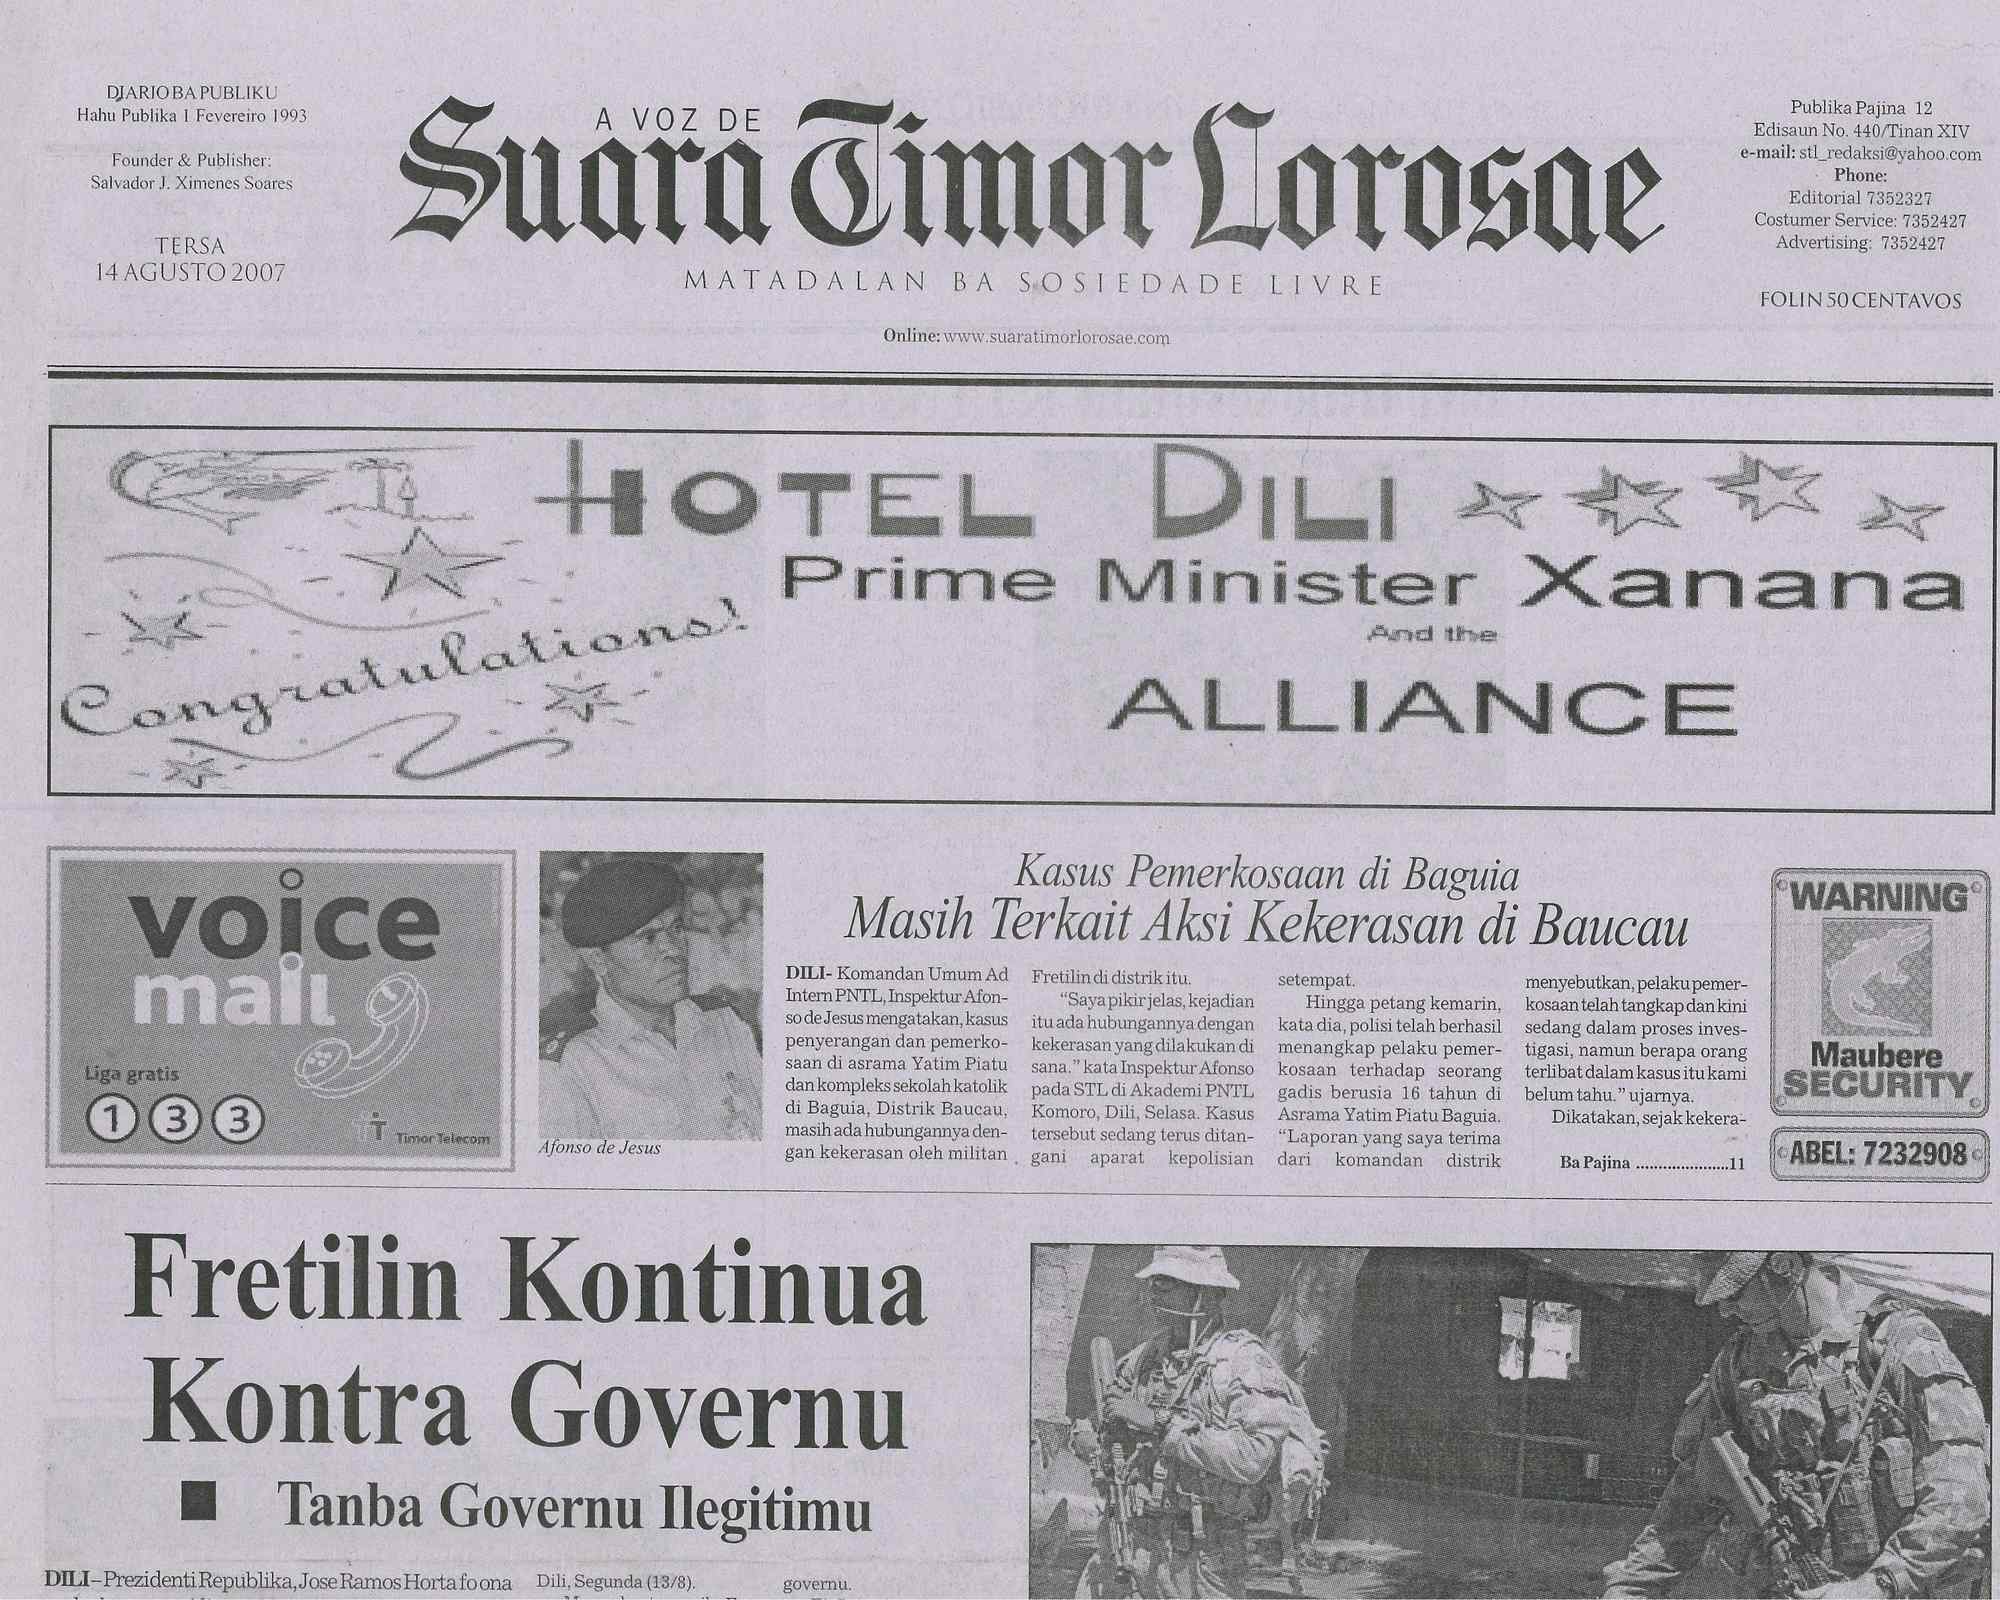 DIARIO BA PUBLIKU
Hahu Publika 1 Fevereiro 1993
Founder & Publisher:
Salvador J. Ximenes Soares
TERSA
14 AGUSTO 2007
A VOZ DE
Suara Timor Lorosae
MATADALAN BA SOSIEDADE LIVRE
Online: www.suaratimorlorosae.com
Publika Pajina 12
Edisaun No. 440/Tinan XIV
e-mail: stl_redaksi@yahoo.com
Phone:
Editorial 7352327
Costumer Service: 7352427
Advertising: 7352427
FOLIN 50 CENTAVOS
HOTEL DILI
Congratulations!
Prime Minister Xanana
And the
ALLIANCE
voice
mail
Liga gratis
1 3 3
Timor Telecom
Afonso de Jesus
Kasus Pemerkosaan di Baguia
Masih Terkait Aksi Kekerasan di Baucau
DILI- Komandan Umum Ad
Intern PNTL, Inspektur Afon-
so de Jesus mengatakan, kasus
penyerangan dan pemerko-
saan di asrama Yatim Piatu
dan kompleks sekolah katolik
di Baguia, Distrik Baucau,
masih ada hubungannya den-
gan kekerasan oleh militan
Fretilin di distrik itu.
“Saya pikir jelas, kejadian
itu ada hubungannya dengan
kekerasan yang dilakukan di
sana.” kata Inspektur Afonso
pada STL di Akademi PNTL
Komoro, Dili, Selasa. Kasus
tersebut sedang terus ditan-
gani aparat kepolisian
setempat.
Hingga petang kemarin,
kata dia, polisi telah berhasil
menangkap pelaku pemer-
kosaan terhadap seorang
gadis berusia 16 tahun di
Asrama Yatim Piatu Baguia.
“Laporan yang saya terima
dari komandan distrik
menyebutkan, pelaku pemer-
kosaan telah tangkap dan kini
sedang dalam proses inves-
tigasi, namun berapa orang
terlibat dalam kasus itu kami
belum tahu.” ujarnya.
Dikatakan, sejak kekera-
Ba Pajina ......................11
WARNING
Maubere
SECURITY
ABEL: 7232908
Fretilin Kontinua
Kontra Governu
■ Tanba Governu Ilegitimu
DILI – Prezidenti Republika, Jose Ramos Horta fo ona
Dili, Segunda (13/8).
governu.